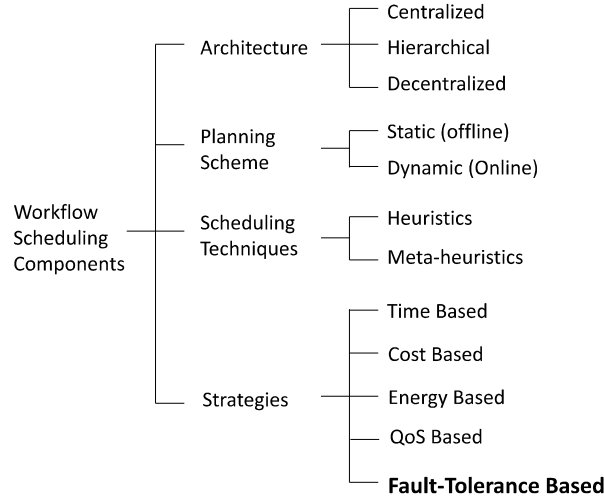 Workflow
Scheduling
Components
Architecture
Centralized
Hierarchical
Decentralized
Planning
Scheme
Static (offline)
Dynamic (Online)
Scheduling
Techniques
Heuristics
Meta-heuristics
Strategies
Time Based
Cost Based
Energy Based
QoS Based
Fault-Tolerance Based